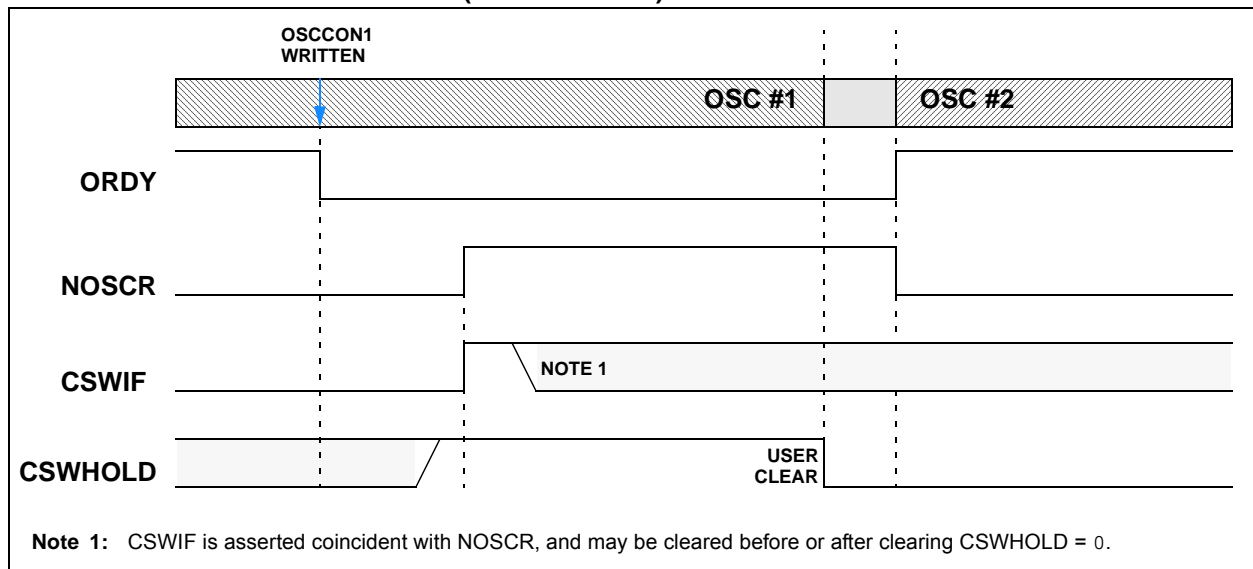 OSCCON1
WRITTEN
OSC #1
OSC #2
ORDY
NOSCR
CSWIF
NOTE 1
CSWHOLD
USER
CLEAR
Note 1: CSWIF is asserted coincident with NOSCR, and may be cleared before or after clearing CSWHOLD = 0.